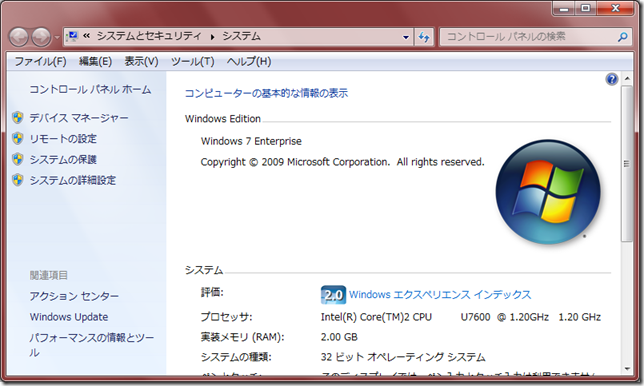 « システムとセキュリティ ▸ システム
コントロール パネルの検索
ファイル(F) 編集(E) 表示(V) ツール(T) ヘルプ(H)
コントロール パネル ホーム
デバイス マネージャー
リモートの設定
システムの保護
システムの詳細設定
関連項目
アクション センター
Windows Update
パフォーマンスの情報とツール
コンピューターの基本的な情報の表示
Windows Edition
Windows 7 Enterprise
Copyright © 2009 Microsoft Corporation. All rights reserved.
システム
評価: 2.0 Windows エクスペリエンス インデックス
プロセッサ: Intel(R) Core(TM)2 CPU U7600 @ 1.20GHz 1.20 GHz
実装メモリ (RAM): 2.00 GB
システムの種類: 32 ビット オペレーティング システム